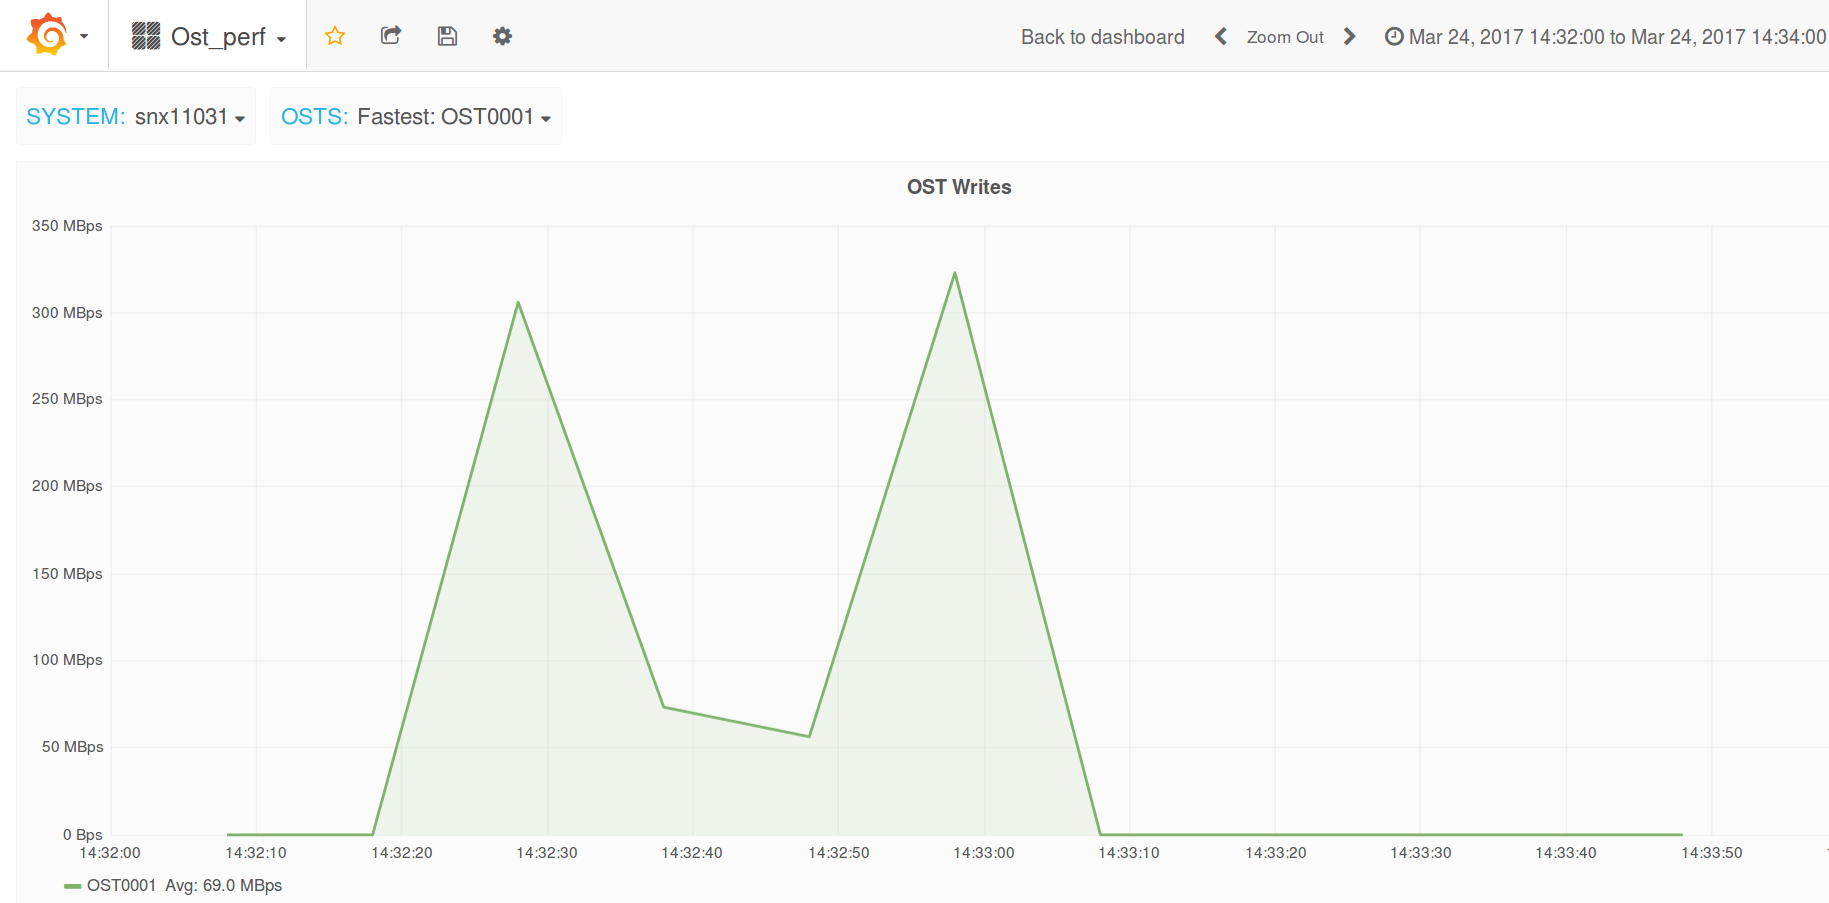 Ost_perf Back to dashboard Zoom Out Mar 24, 2017 14:32:00 to Mar 24, 2017 14:34:00
SYSTEM: snx11031 OSTS: Fastest: OST0001
OST Writes
350 MBps
300 MBps
250 MBps
200 MBps
150 MBps
100 MBps
50 MBps
0 Bps
14:32:00 14:32:10 14:32:20 14:32:30 14:32:40 14:32:50 14:33:00 14:33:10 14:33:20 14:33:30 14:33:40 14:33:50
OST0001 Avg: 69.0 MBps